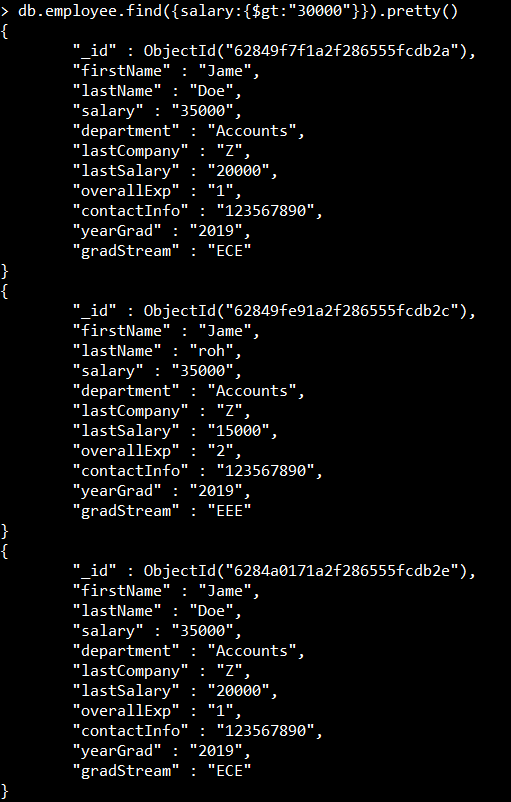 > db.employee.find({salary:{$gt:"30000"}}).pretty()
{
        "_id" : ObjectId("62849f7f1a2f286555fcdb2a"),
        "firstName" : "Jame",
        "lastName" : "Doe",
        "salary" : "35000",
        "department" : "Accounts",
        "lastCompany" : "Z",
        "lastSalary" : "20000",
        "overallExp" : "1",
        "contactInfo" : "123567890",
        "yearGrad" : "2019",
        "gradStream" : "ECE"
}
{
        "_id" : ObjectId("62849fe91a2f286555fcdb2c"),
        "firstName" : "Jame",
        "lastName" : "roh",
        "salary" : "35000",
        "department" : "Accounts",
        "lastCompany" : "Z",
        "lastSalary" : "15000",
        "overallExp" : "2",
        "contactInfo" : "123567890",
        "yearGrad" : "2019",
        "gradStream" : "EEE"
}
{
        "_id" : ObjectId("6284a0171a2f286555fcdb2e"),
        "firstName" : "Jame",
        "lastName" : "Doe",
        "salary" : "35000",
        "department" : "Accounts",
        "lastCompany" : "Z",
        "lastSalary" : "20000",
        "overallExp" : "1",
        "contactInfo" : "123567890",
        "yearGrad" : "2019",
        "gradStream" : "ECE"
}